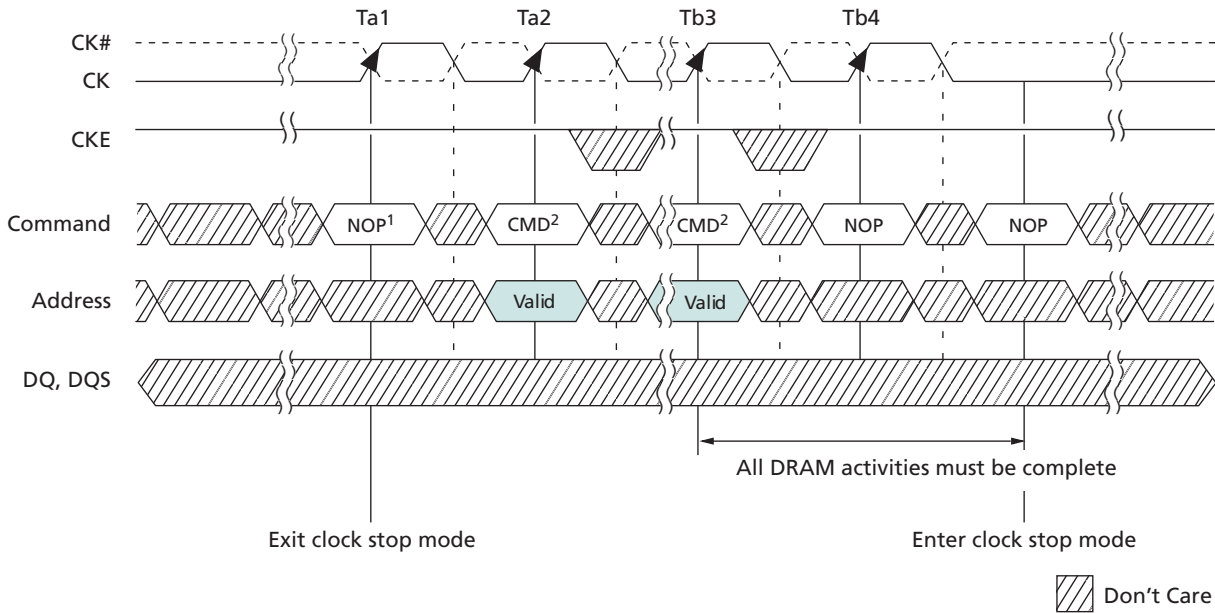 Ta1 Ta2 Tb3 Tb4
CK#
CK
CKE
Command NOP1 CMD2 CMD2 NOP NOP
Address Valid Valid
DQ, DQS
All DRAM activities must be complete
Exit clock stop mode Enter clock stop mode
Don't Care